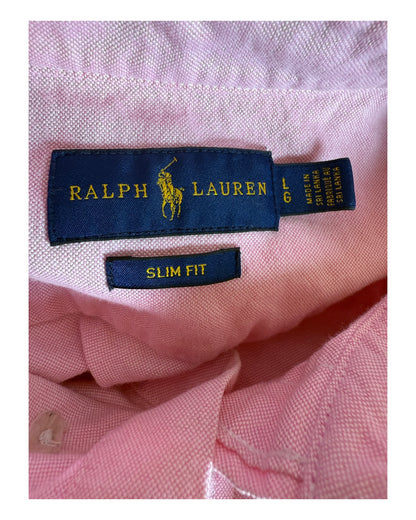 RALPH LAUREN
L
G
MADE IN
SRI LANKA
FABRIQUÉ AU
SRI LANKA
SLIM FIT